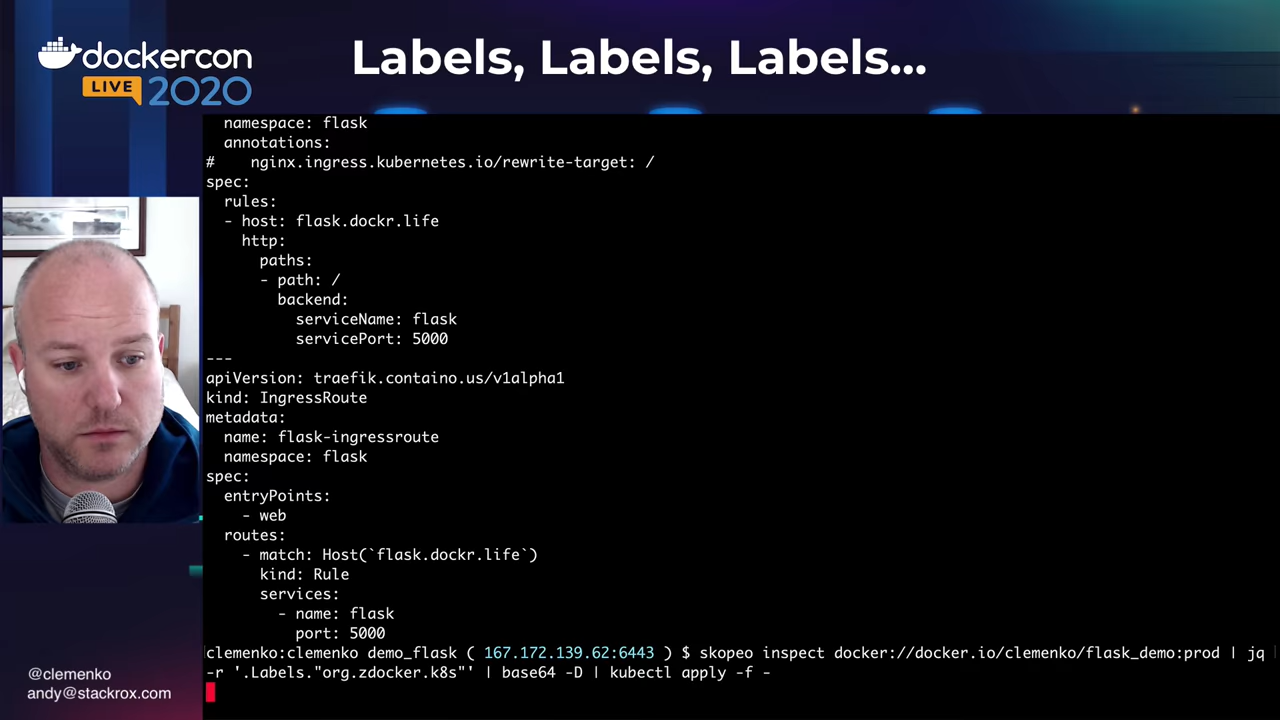 dockercon
LIVE 2020
Labels, Labels, Labels...
namespace: flask
annotations:
#    nginx.ingress.kubernetes.io/rewrite-target: /
spec:
rules:
- host: flask.dockr.life
http:
paths:
- path: /
backend:
serviceName: flask
servicePort: 5000
---
apiVersion: traefik.containo.us/v1alpha1
kind: IngressRoute
metadata:
name: flask-ingressroute
namespace: flask
spec:
entryPoints:
- web
routes:
- match: Host(`flask.dockr.life`)
kind: Rule
services:
- name: flask
port: 5000
clemenko:clemenko demo_flask ( 167.172.139.62:6443 ) $ skopeo inspect docker://docker.io/clemenko/flask_demo:prod | jq
-r '.Labels."org.zdocker.k8s"' | base64 -D | kubectl apply -f -
@clemenko
andy@stackrox.com